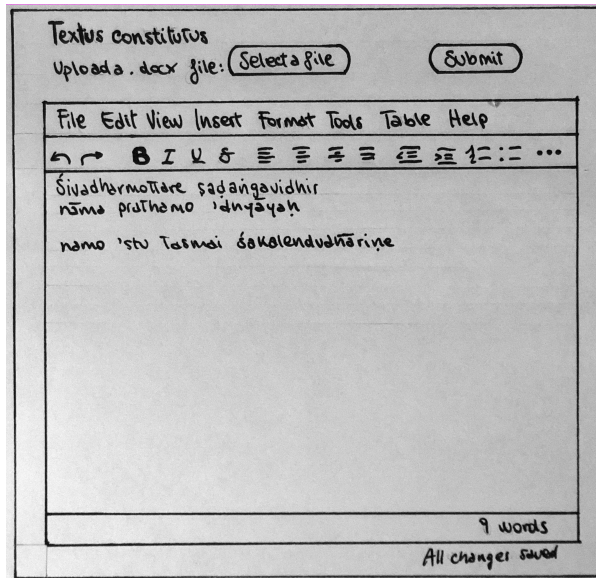 Textus constitutus
Upload a .docx file: Select a file Submit
File Edit View Insert Format Tools Table Help
B I U S ...
Śivadharmottare ṣaḍaṅgavidhir
nāma prathamo 'dhyāyaḥ
namo 'stu tasmai śakalendudhāriṇe
9 words
All changes saved